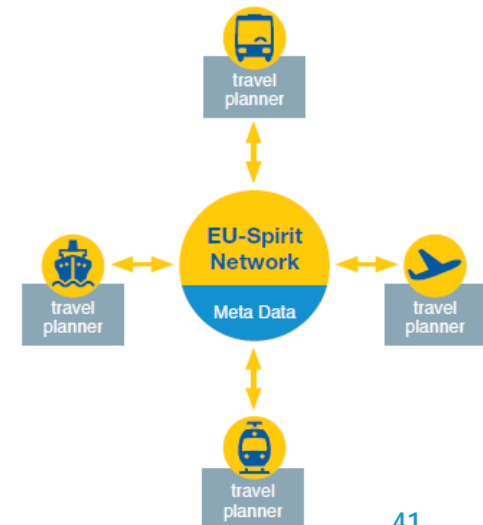 travel
planner
EU-Spirit
Network
Meta Data
travel
planner
travel
planner
travel
planner
41